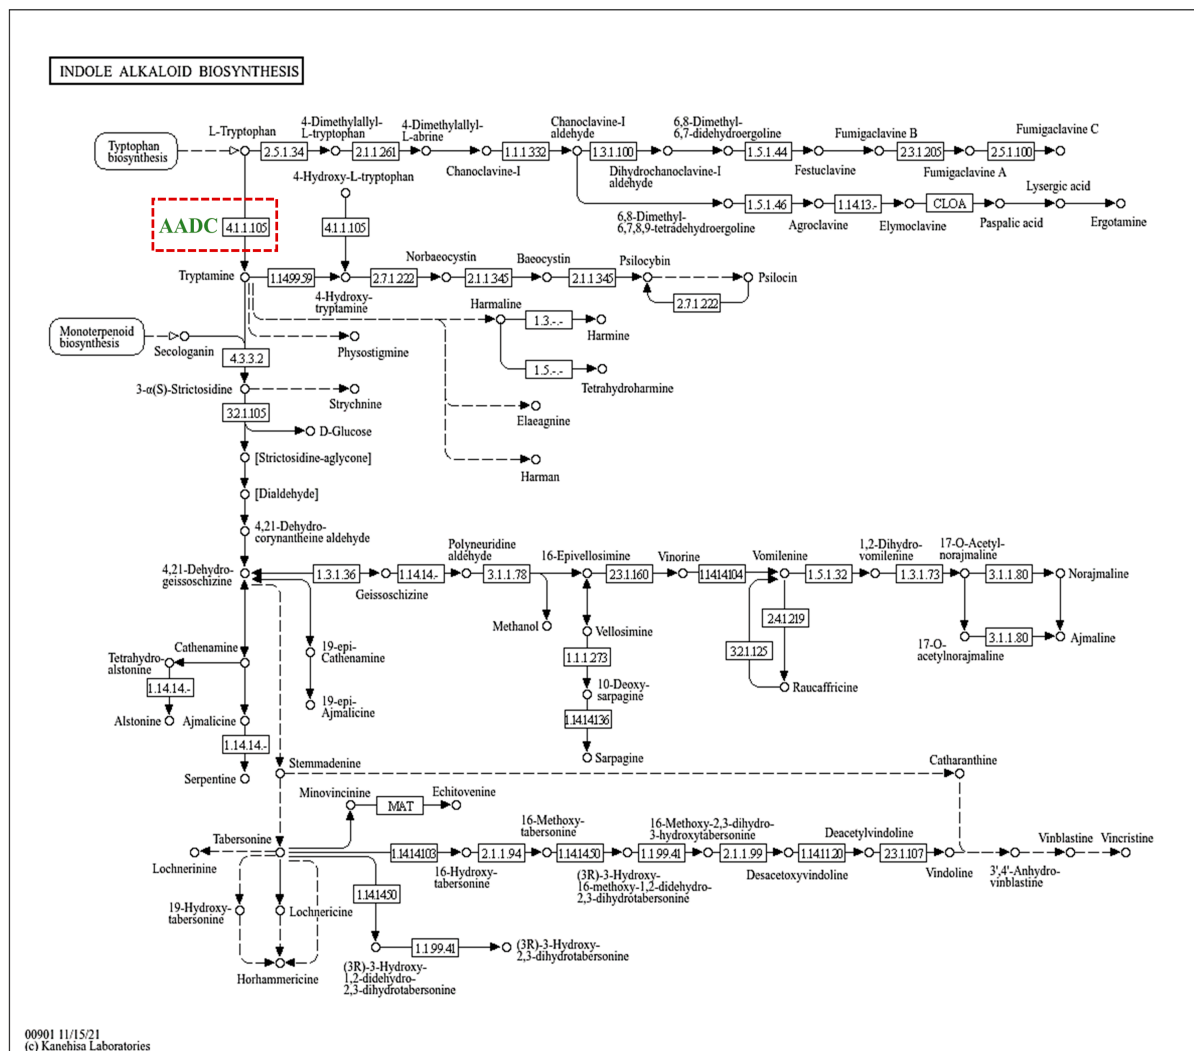 INDOLE ALKALOID BIOSYNTHESIS
Typtophan
biosynthesis
L-Tryptophan
2.5.1.34
4-Dimethylallyl-
L-tryptophan
2.1.1.261
4-Dimethylallyl-
L-abrine
Chanoclavine-I
1.1.1.332
Chanoclavine-I
aldehyde
1.3.1.100
Dihydrochanoclavine-I
aldehyde
6,8-Dimethyl-
6,7-didehydroergoline
1.5.1.44
Festuclavine
Fumigaclavine B
2.3.1.205
Fumigaclavine A
2.5.1.100
Fumigaclavine C
4-Hydroxy-L-tryptophan
6,8-Dimethyl-
6,7,8,9-tetradehydroergoline
1.5.1.46
Agroclavine
1.14.13.-
Elymoclavine
CLOA
Paspalic acid
Lysergic acid
Ergotamine
AADC
4.1.1.105
4.1.1.105
Tryptamine
1.14.99.59
4-Hydroxy-
tryptamine
2.7.1.222
Norbaeocystin
2.1.1.345
Baeocystin
2.1.1.345
Psilocybin
Psilocin
2.7.1.222
Monoterpenoid
biosynthesis
Secologanin
Physostigmine
Harmaline
1.3.-.-
Harmine
1.5.-.-
Tetrahydroharmine
4.3.3.2
3-α(S)-Strictosidine
Strychnine
Elaeagnine
3.2.1.105
D-Glucose
[Strictosidine-aglycone]
Harman
[Dialdehyde]
4,21-Dehydro-
corynantheine aldehyde
4,21-Dehydro-
geissoschizine
1.3.1.36
Geissoschizine
1.14.14.-
Polyneuridine
aldehyde
3.1.1.78
Methanol
16-Epivellosimine
2.3.1.160
Vinorine
1.14.14.104
Vomilenine
1.5.1.32
1,2-Dihydro-
vomilenine
1.3.1.73
17-O-Acetyl-
norajmaline
3.1.1.80
Norajmaline
Vellosimine
1.1.1.273
10-Deoxy-
sarpagine
1.14.14.136
Sarpagine
2.4.1.219
3.2.1.125
Raucaffricine
17-O-
acetylnorajmaline
3.1.1.80
Ajmaline
Cathenamine
Tetrahydro-
alstonine
1.14.14.-
Alstonine
Ajmalicine
1.14.14.-
Serpentine
19-epi-
Cathenamine
19-epi-
Ajmalicine
Stemmadenine
Catharanthine
Minovincinine
MAT
Echitovenine
Tabersonine
Lochnerinine
1.14.14.103
16-Hydroxy-
tabersonine
2.1.1.94
16-Methoxy-
tabersonine
1.14.14.50
(3R)-3-Hydroxy-
16-methoxy-1,2-didehydro-
2,3-dihydrotabersonine
1.1.99.41
16-Methoxy-2,3-dihydro-
3-hydroxytabersonine
2.1.1.99
Desacetoxyvindoline
1.14.11.20
Deacetylvindoline
2.3.1.107
Vindoline
3',4'-Anhydro-
vinblastine
Vinblastine
Vincristine
1.14.14.50
19-Hydroxy-
tabersonine
Lochnericine
Horhammericine
(3R)-3-Hydroxy-
1,2-didehydro-
2,3-dihydrotabersonine
1.1.99.41
(3R)-3-Hydroxy-
2,3-dihydrotabersonine
00901 11/15/21
(c) Kanehisa Laboratories